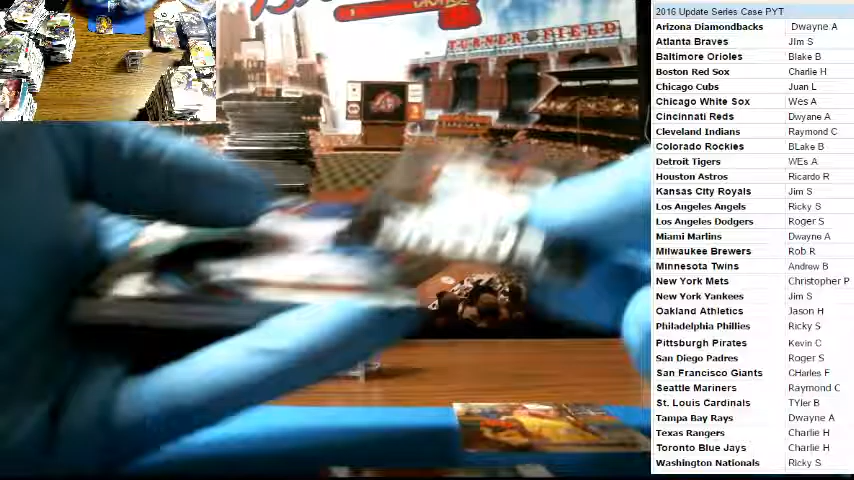 TURNER FIELD
2016 Update Series Case PYT
Arizona Diamondbacks Dwayne A
Atlanta Braves Jim S
Baltimore Orioles Blake B
Boston Red Sox Charlie H
Chicago Cubs Juan L
Chicago White Sox Wes A
Cincinnati Reds Dwyane A
Cleveland Indians Raymond C
Colorado Rockies BLake B
Detroit Tigers WEs A
Houston Astros Ricardo R
Kansas City Royals Jim S
Los Angeles Angels Ricky S
Los Angeles Dodgers Roger S
Miami Marlins Dwayne A
Milwaukee Brewers Rob R
Minnesota Twins Andrew B
New York Mets Christopher P
New York Yankees Jim S
Oakland Athletics Jason H
Philadelphia Phillies Ricky S
Pittsburgh Pirates Kevin C
San Diego Padres Roger S
San Francisco Giants CHarles F
Seattle Mariners Raymond C
St. Louis Cardinals TYler B
Tampa Bay Rays Dwayne A
Texas Rangers Charlie H
Toronto Blue Jays Charlie H
Washington Nationals Ricky S